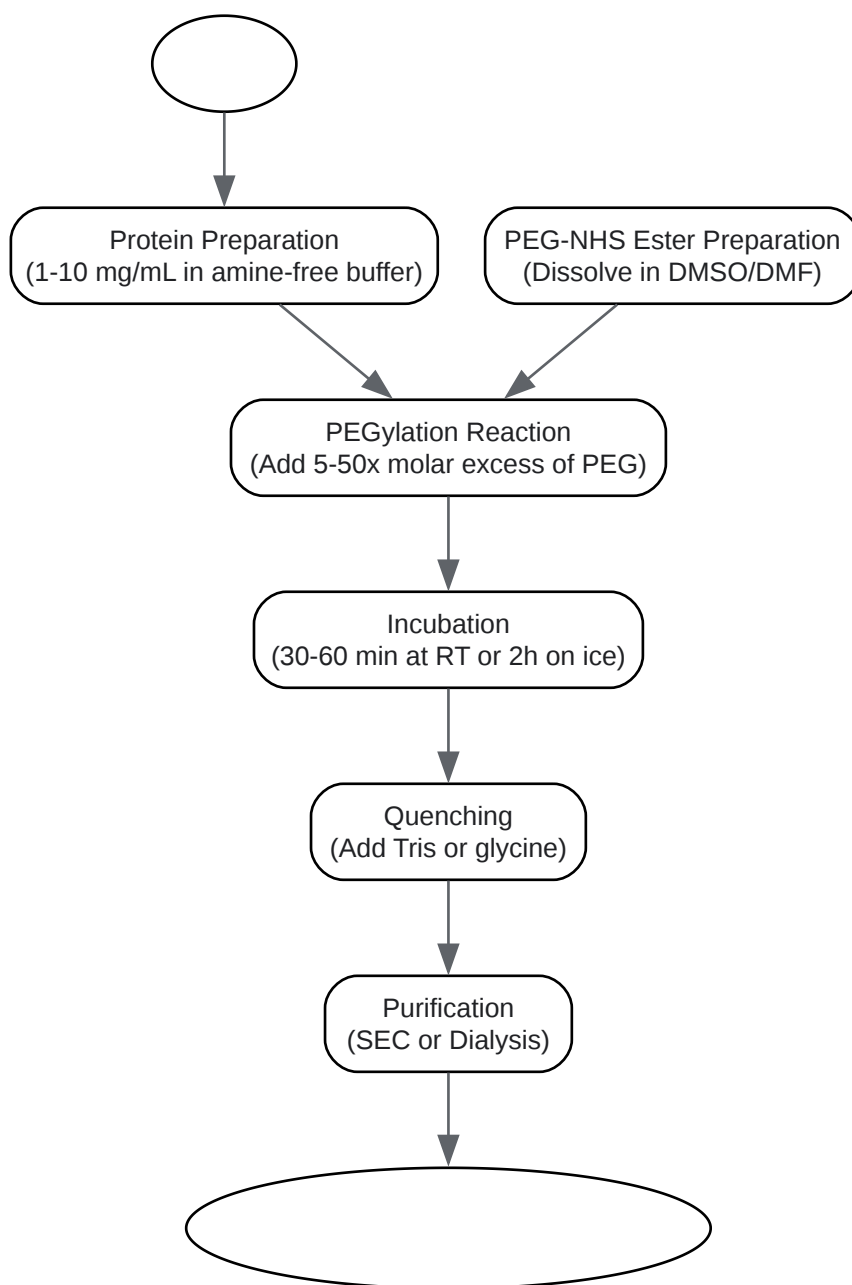 Protein Preparation
(1-10 mg/mL in amine-free buffer)
PEG-NHS Ester Preparation
(Dissolve in DMSO/DMF)
PEGylation Reaction
(Add 5-50x molar excess of PEG)
Incubation
(30-60 min at RT or 2h on ice)
Quenching
(Add Tris or glycine)
Purification
(SEC or Dialysis)